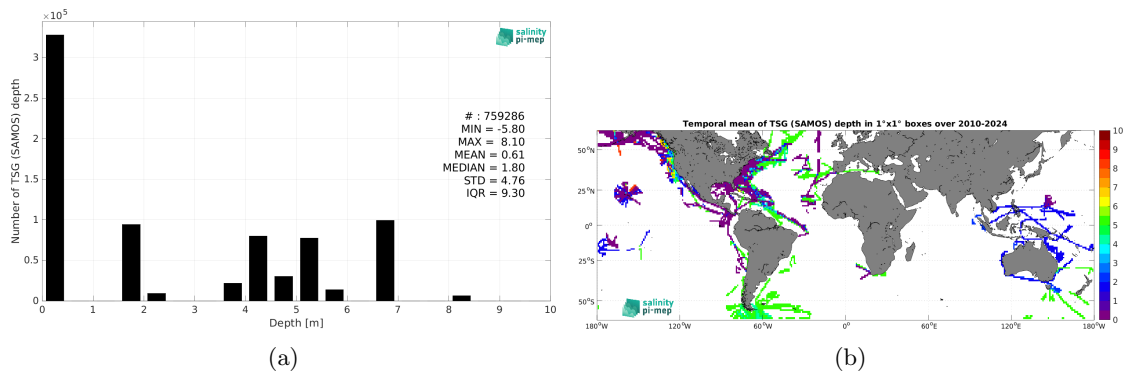 ×10⁵
3
2.5
2
1.5
1
0.5
0
0 1 2 3 4 5 6 7 8 9 10
Number of TSG (SAMOS) depth
Depth [m]
salinity
pi-mep
# : 759286
MIN = -5.80
MAX = 8.10
MEAN = 0.61
MEDIAN = 1.80
STD = 4.76
IQR = 9.30
(a)
Temporal mean of TSG (SAMOS) depth in 1°x1° boxes over 2010-2024
50°N
25°N
0°
25°S
50°S
180°W 120°W 60°W 0° 60°E 120°E 180°E
salinity
pi-mep
10
9
8
7
6
5
4
3
2
1
0
(b)